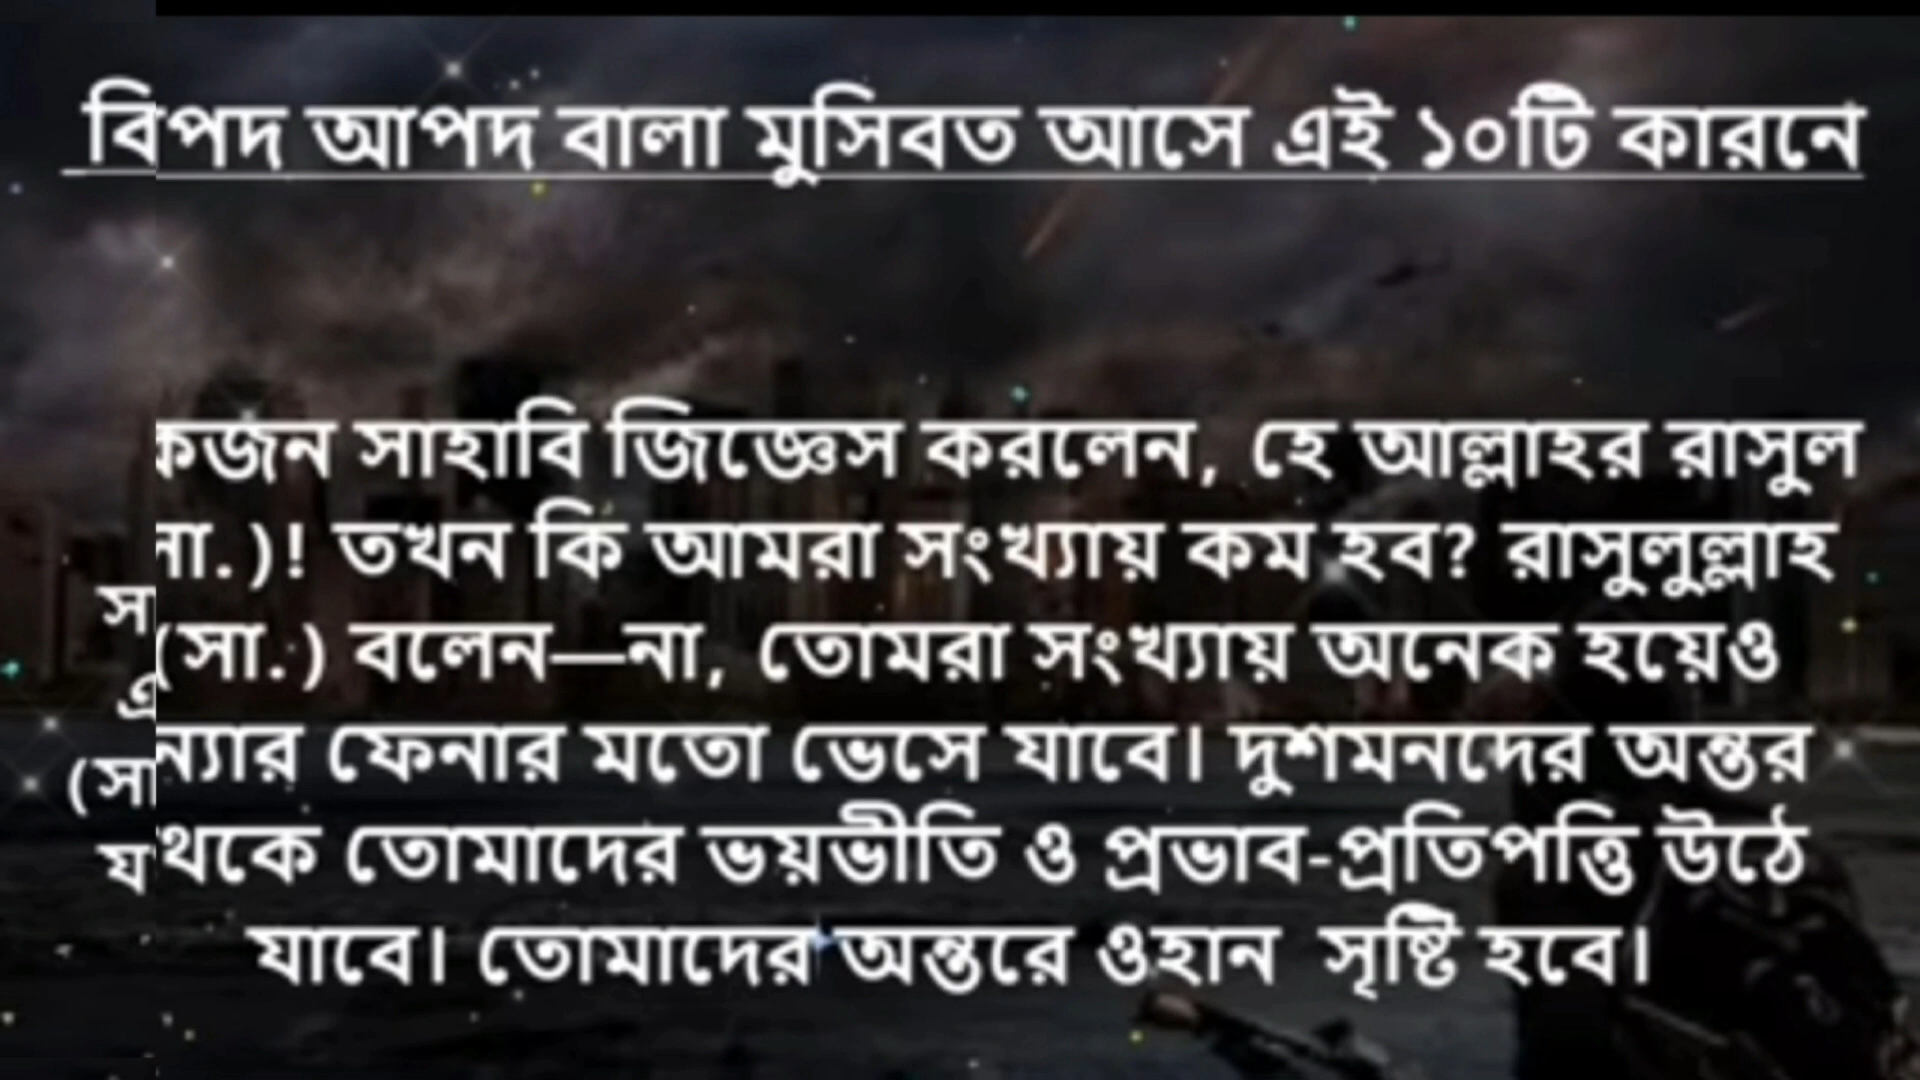 বিপদ আপদ বালা মুসিবত আসে এই ১০টি কারনে
কজন সাহাবি জিজ্ঞেস করলেন, হে আল্লাহর রাসুল
সা.)! তখন কি আমরা সংখ্যায় কম হব? রাসুলুল্লাহ
(সা.) বলেন—না, তোমরা সংখ্যায় অনেক হয়েও
ন্যার ফেনার মতো ভেসে যাবে। দুশমনদের অন্তর
থেকে তোমাদের ভয়ভীতি ও প্রভাব-প্রতিপত্তি উঠে
যাবে। তোমাদের অন্তরে ওহান সৃষ্টি হবে।